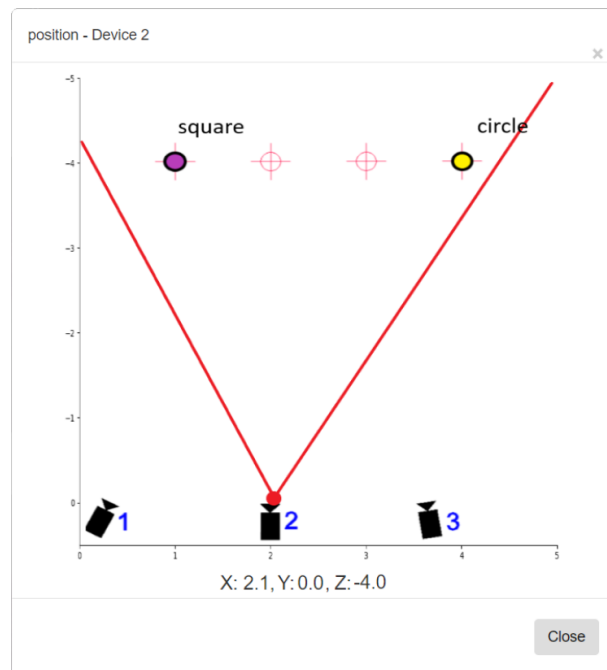 position - Device 2
×
-5
square
circle
-4
-3
-2
-1
0
1
2
3
0 1 2 3 4 5
X: 2.1, Y: 0.0, Z: -4.0
Close